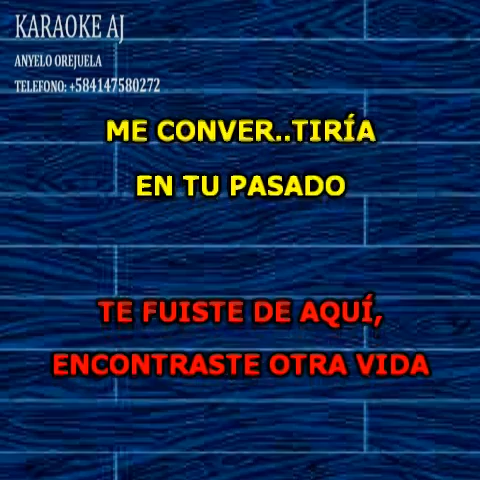 KARAOKE AJ
ANYELO OREJUELA
TELEFONO: +584147580272
ME CONVER..TIRÍA
EN TU PASADO
TE FUISTE DE AQUÍ,
ENCONTRASTE OTRA VIDA